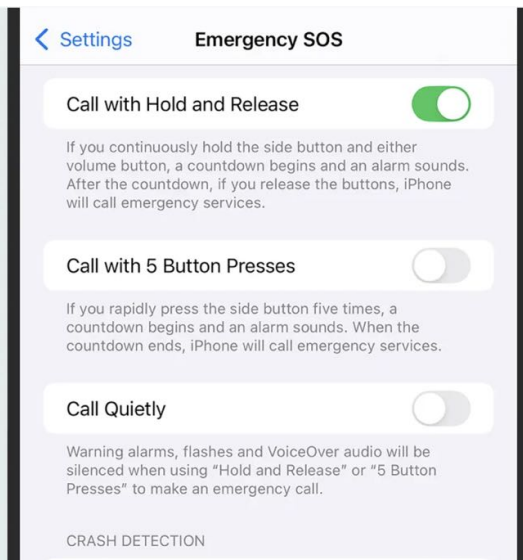 Settings Emergency SOS
Call with Hold and Release
If you continuously hold the side button and either
volume button, a countdown begins and an alarm sounds.
After the countdown, if you release the buttons, iPhone
will call emergency services.
Call with 5 Button Presses
If you rapidly press the side button five times, a
countdown begins and an alarm sounds. When the
countdown ends, iPhone will call emergency services.
Call Quietly
Warning alarms, flashes and VoiceOver audio will be
silenced when using “Hold and Release” or “5 Button
Presses” to make an emergency call.
CRASH DETECTION